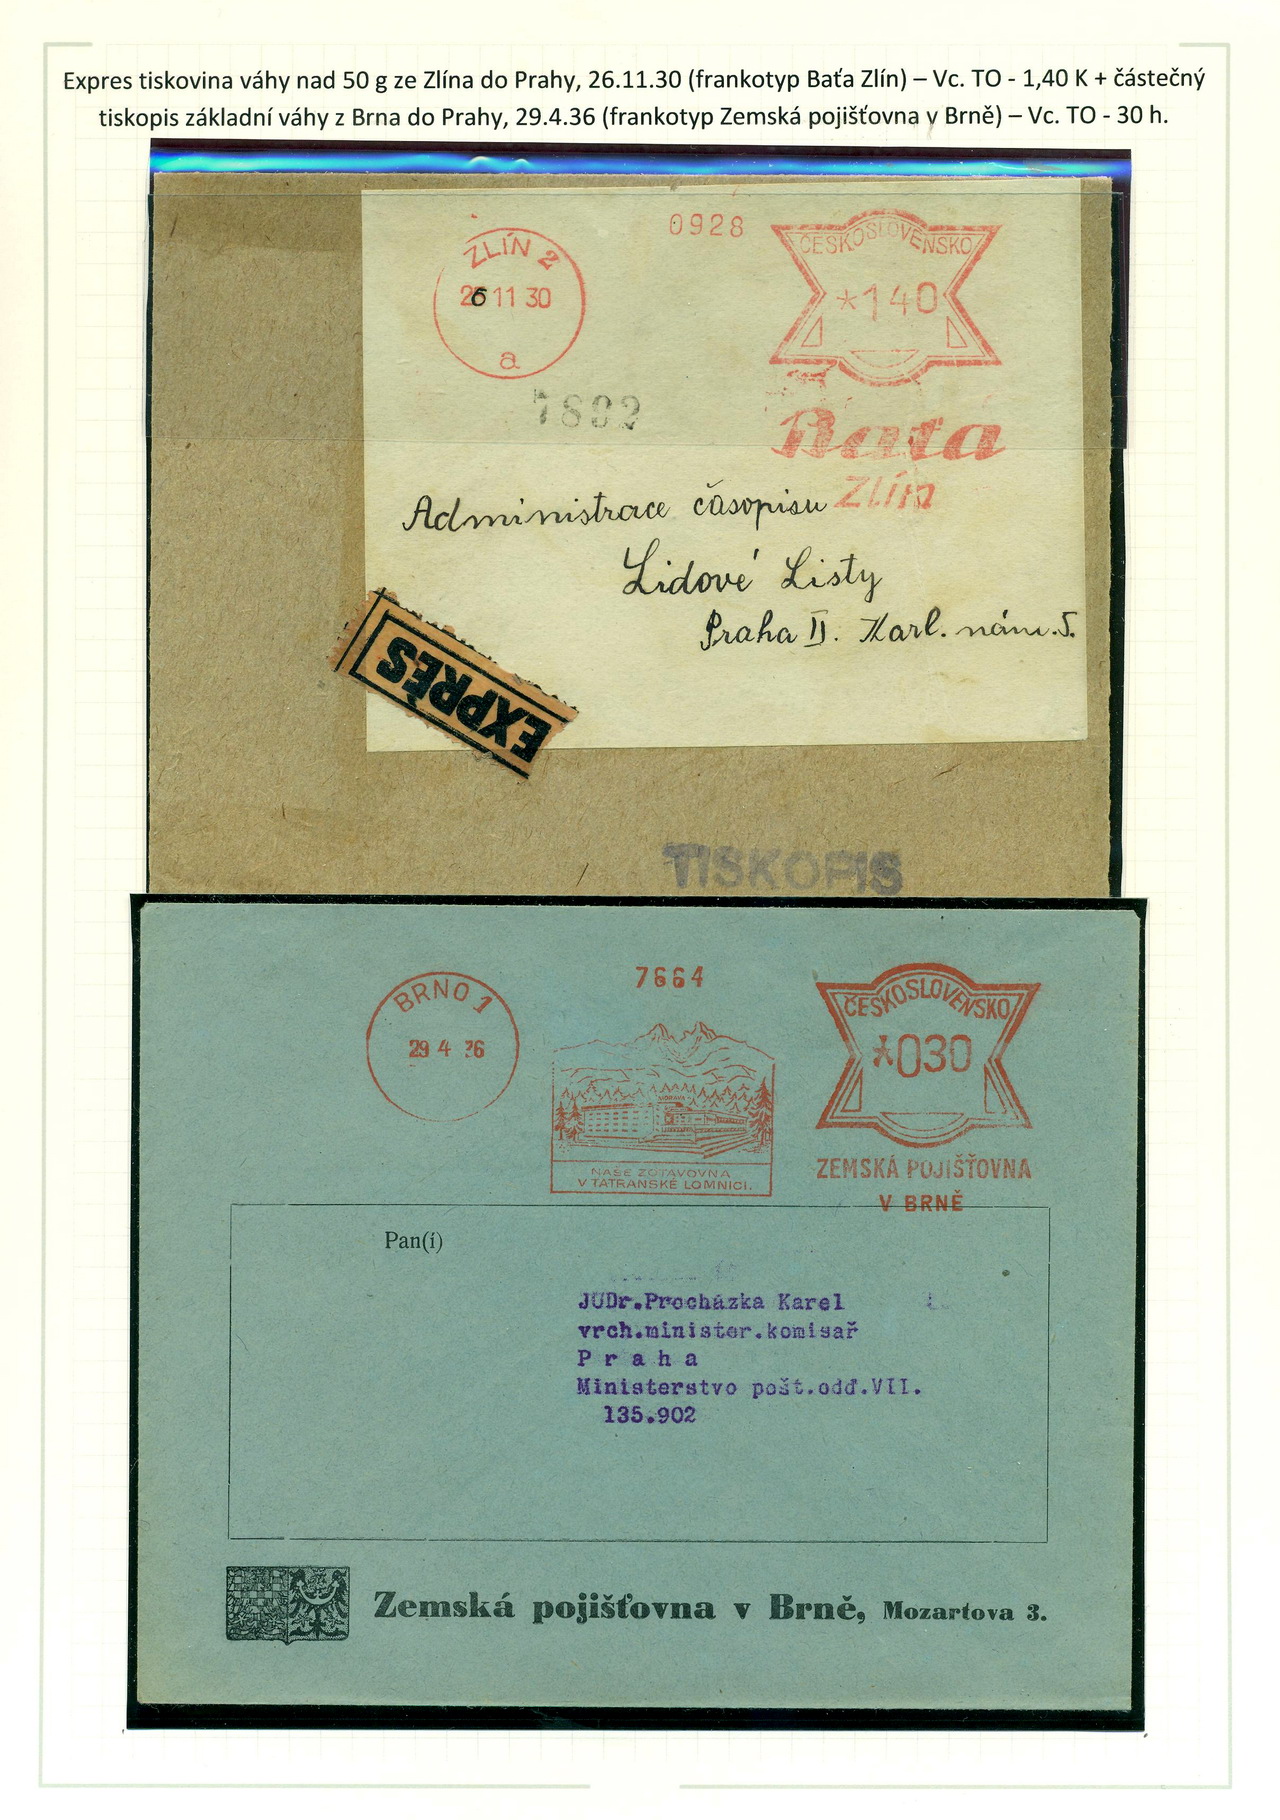 Expres tiskovina váhy nad 50 g ze Zlína do Prahy, 26.11.30 (frankotyp Baťa Zlín) – Vc. TO - 1,40 K + částečný
tiskopis základní váhy z Brna do Prahy, 29.4.36 (frankotyp Zemská pojišťovna v Brně) – Vc. TO - 30 h.
0928
ZLÍN 2
26 11 30
a
ČESKOSLOVENSKO
*140
7802
Baťa
Zlín
Administrace časopisu
Lidové Listy
Praha II. Karl. nám. 5.
EXPRES
TISKOPIS
7664
BRNO 1
29 4 36
ČESKOSLOVENSKO
*030
MORAVA
NAŠE ZOTAVOVNA
V TATRANSKÉ LOMNICI.
ZEMSKÁ POJIŠŤOVNA
V BRNĚ
Pan(í)
JUDr.Procházka Karel
vrch.minister.komisař
P r a h a
Ministerstvo pošt.odd.VII.
135.902
Zemská pojišťovna v Brně, Mozartova 3.